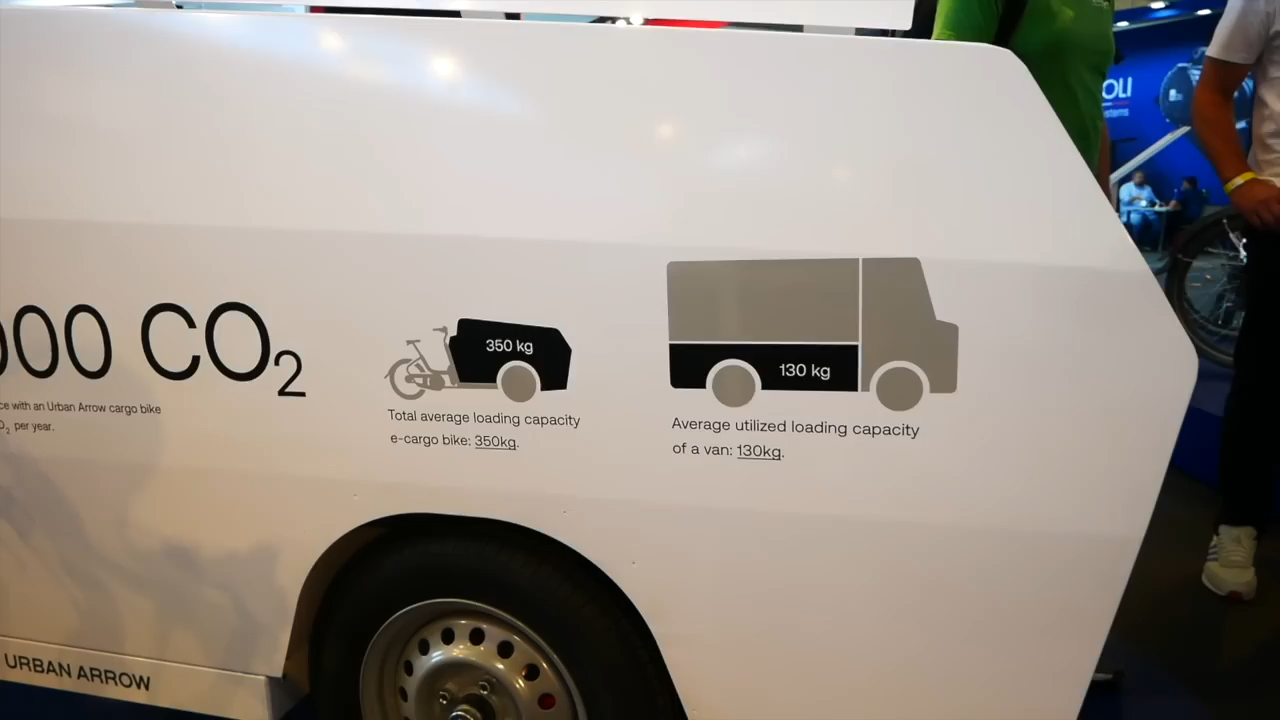 000 CO2
ce with an Urban Arrow cargo bike
O2 per year.
350 kg
Total average loading capacity
e-cargo bike: 350kg.
130 kg
Average utilized loading capacity
of a van: 130kg.
URBAN ARROW
OLI
stems